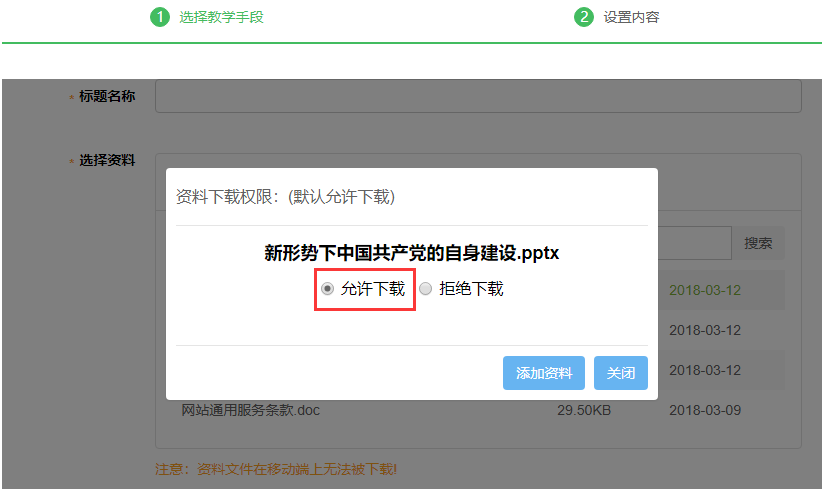 1 选择教学手段
2 设置内容
* 标题名称
* 选择资料
资料下载权限：(默认允许下载)
新形势下中国共产党的自身建设.pptx
允许下载 拒绝下载
搜索
2018-03-12
2018-03-12
2018-03-12
添加资料 关闭
网站通用服务条款.doc 29.50KB 2018-03-09
注意：资料文件在移动端上无法被下载!